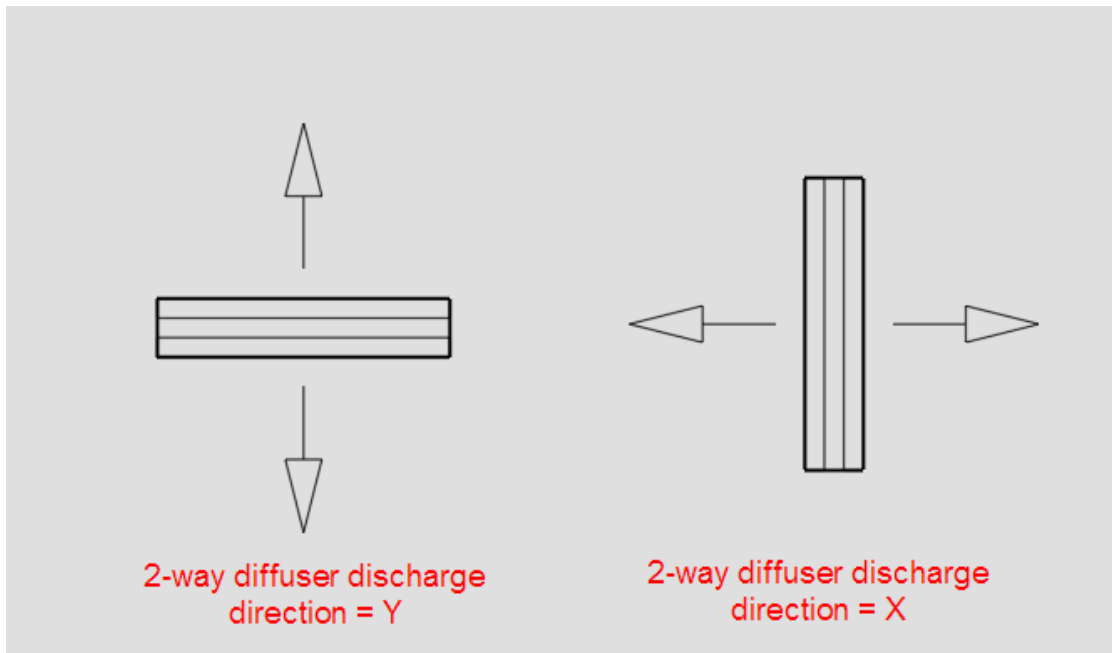 2-way diffuser discharge
direction = Y
2-way diffuser discharge
direction = X